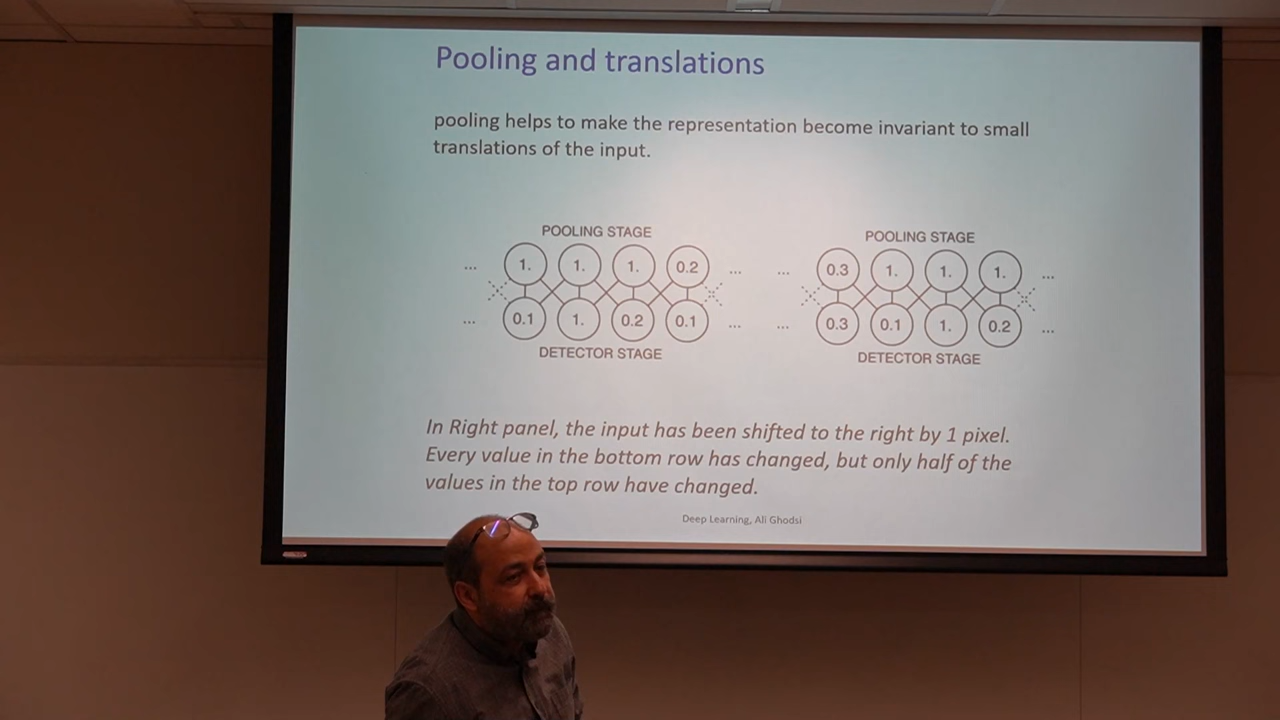 Pooling and translations
pooling helps to make the representation become invariant to small
translations of the input.
POOLING STAGE
... 1. 1. 1. 0.2 ...
... 0.1 1. 0.2 0.1 ...
DETECTOR STAGE
POOLING STAGE
... 0.3 1. 1. 1. ...
... 0.3 0.1 1. 0.2 ...
DETECTOR STAGE
In Right panel, the input has been shifted to the right by 1 pixel.
Every value in the bottom row has changed, but only half of the
values in the top row have changed.
Deep Learning, Ali Ghodsi